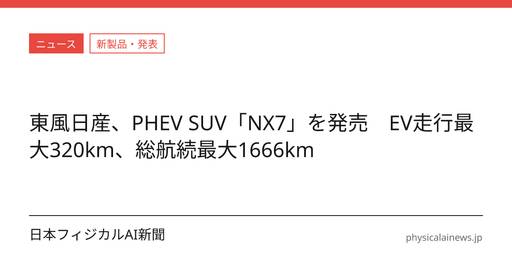 ニュース 新製品・発表
東風日産、PHEV SUV「NX7」を発売　EV走行最
大320km、総航続最大1666km
日本フィジカルAI新聞 physicalainews.jp